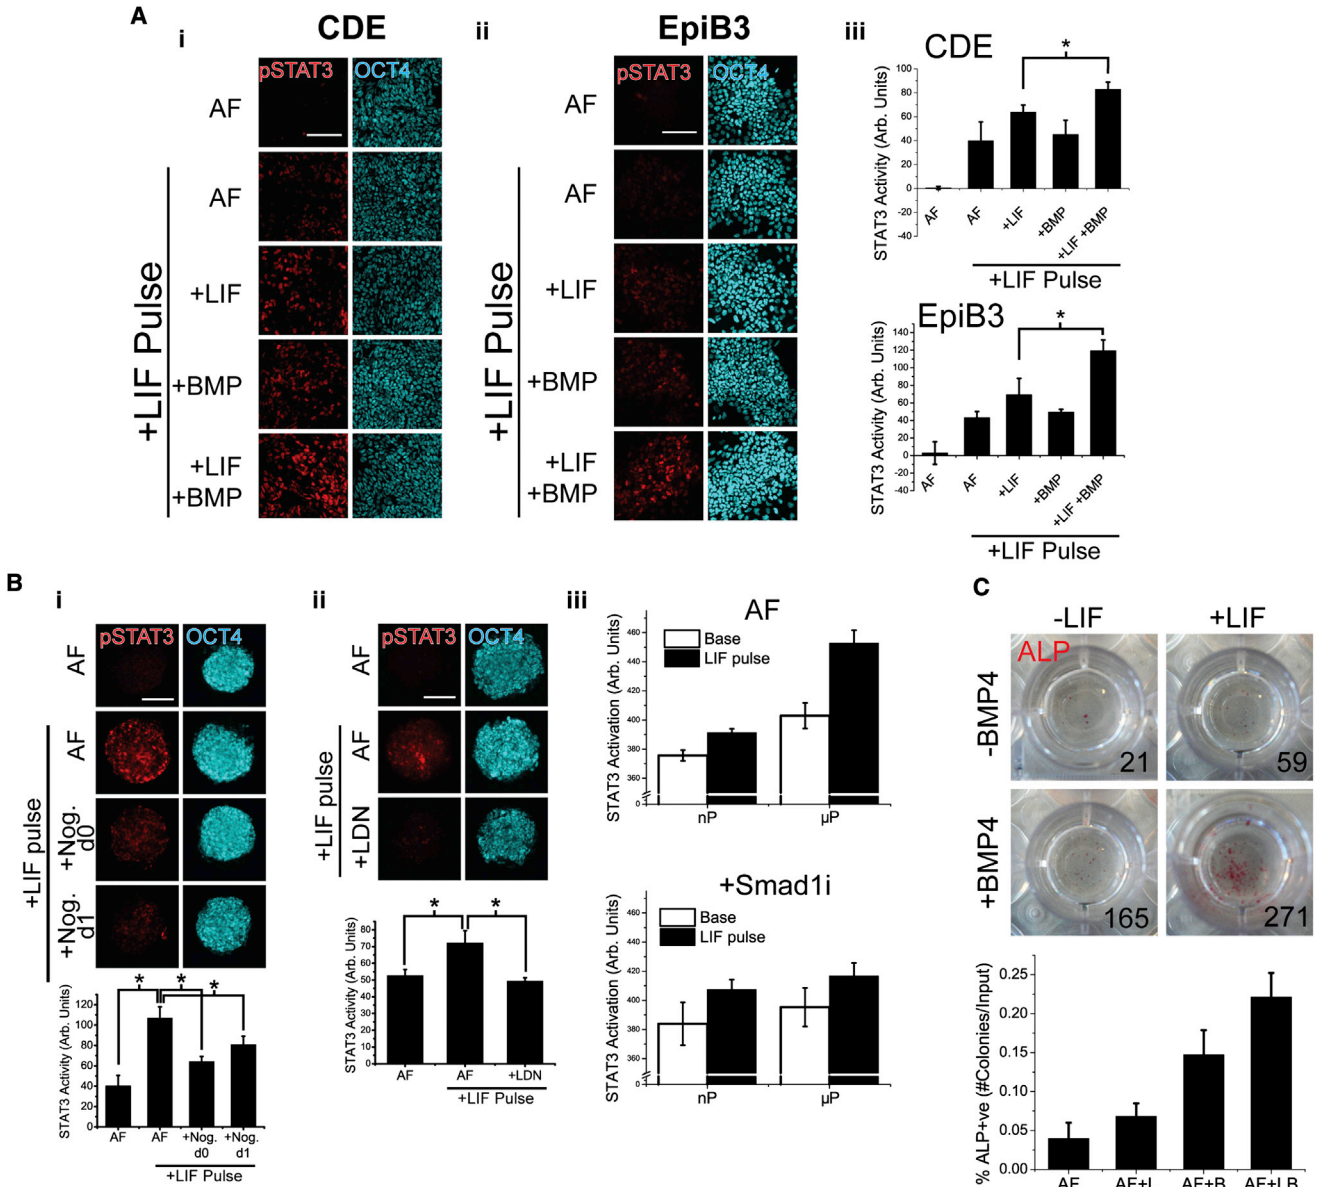 A
i
CDE
pSTAT3 OCT4
AF
AF
+LIF
+BMP
+LIF
+BMP
+LIF Pulse
ii
EpiB3
pSTAT3 OCT4
AF
AF
+LIF
+BMP
+LIF
+BMP
+LIF Pulse
iii
CDE
*
STAT3 Activity (Arb. Units)
100
80
60
40
20
0
-20
-40
AF AF +LIF +BMP +LIF +BMP
+LIF Pulse
EpiB3
*
STAT3 Activity (Arb. Units)
140
120
100
80
60
40
20
0
-20
-40
AF AF +LIF +BMP +LIF +BMP
+LIF Pulse
B
i
pSTAT3 OCT4
AF
AF
+Nog. d0
+Nog. d1
+LIF pulse
* * *
STAT3 Activity (Arb. Units)
120
100
80
60
40
20
0
AF AF +Nog. +Nog.
d0 d1
+LIF Pulse
ii
pSTAT3 OCT4
AF
AF
+LDN
+LIF pulse
* *
STAT3 Activity (Arb. Units)
80
70
60
50
40
30
20
10
0
AF AF +LDN
+LIF Pulse
iii
AF
Base
LIF pulse
STAT3 Activation (Arb. Units)
460
440
420
400
380
360
0
nP µP
+Smad1i
Base
LIF pulse
STAT3 Activation (Arb. Units)
460
440
420
400
380
360
0
nP µP
C
-LIF +LIF
ALP
-BMP4
21 59
+BMP4
165 271
% ALP+ve (#Colonies/Input)
0.25
0.20
0.15
0.10
0.05
0.00
AF AF+L AF+B AF+LB